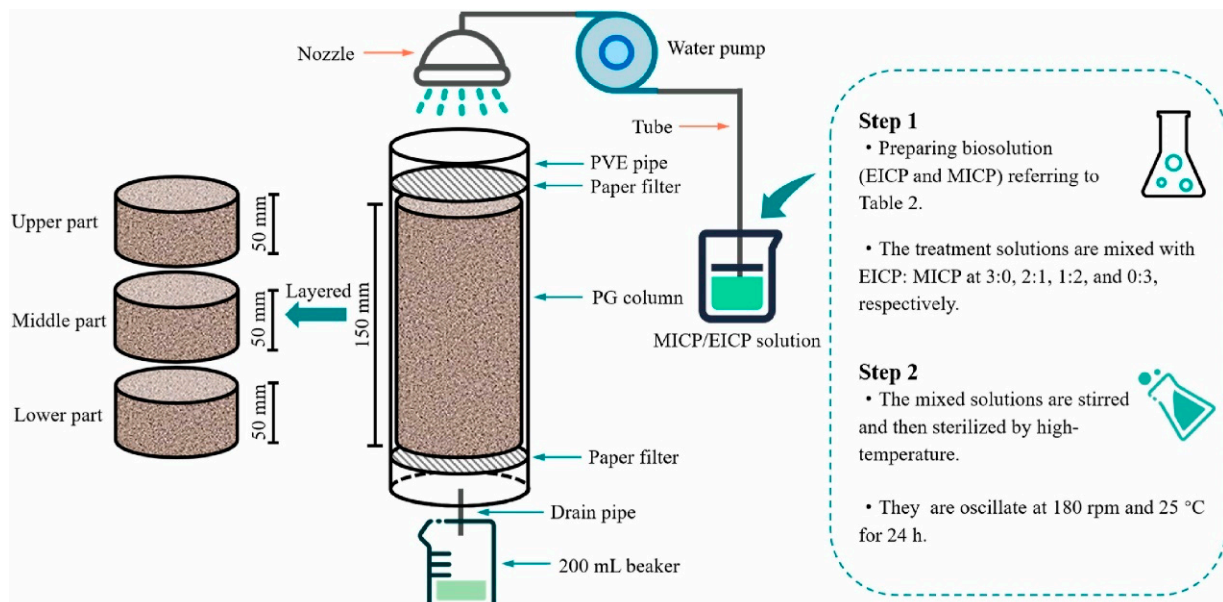 Nozzle
Water pump
Tube
PVE pipe
Paper filter
Upper part
50 mm
Middle part
50 mm
Lower part
50 mm
Layered
150 mm
PG column
MICP/EICP solution
Paper filter
Drain pipe
200 mL beaker
Step 1
・Preparing biosolution
(EICP and MICP) referring to
Table 2.
・The treatment solutions are mixed with
EICP: MICP at 3:0, 2:1, 1:2, and 0:3,
respectively.
Step 2
・The mixed solutions are stirred
and then sterilized by high-
temperature.
・They are oscillate at 180 rpm and 25 °C
for 24 h.